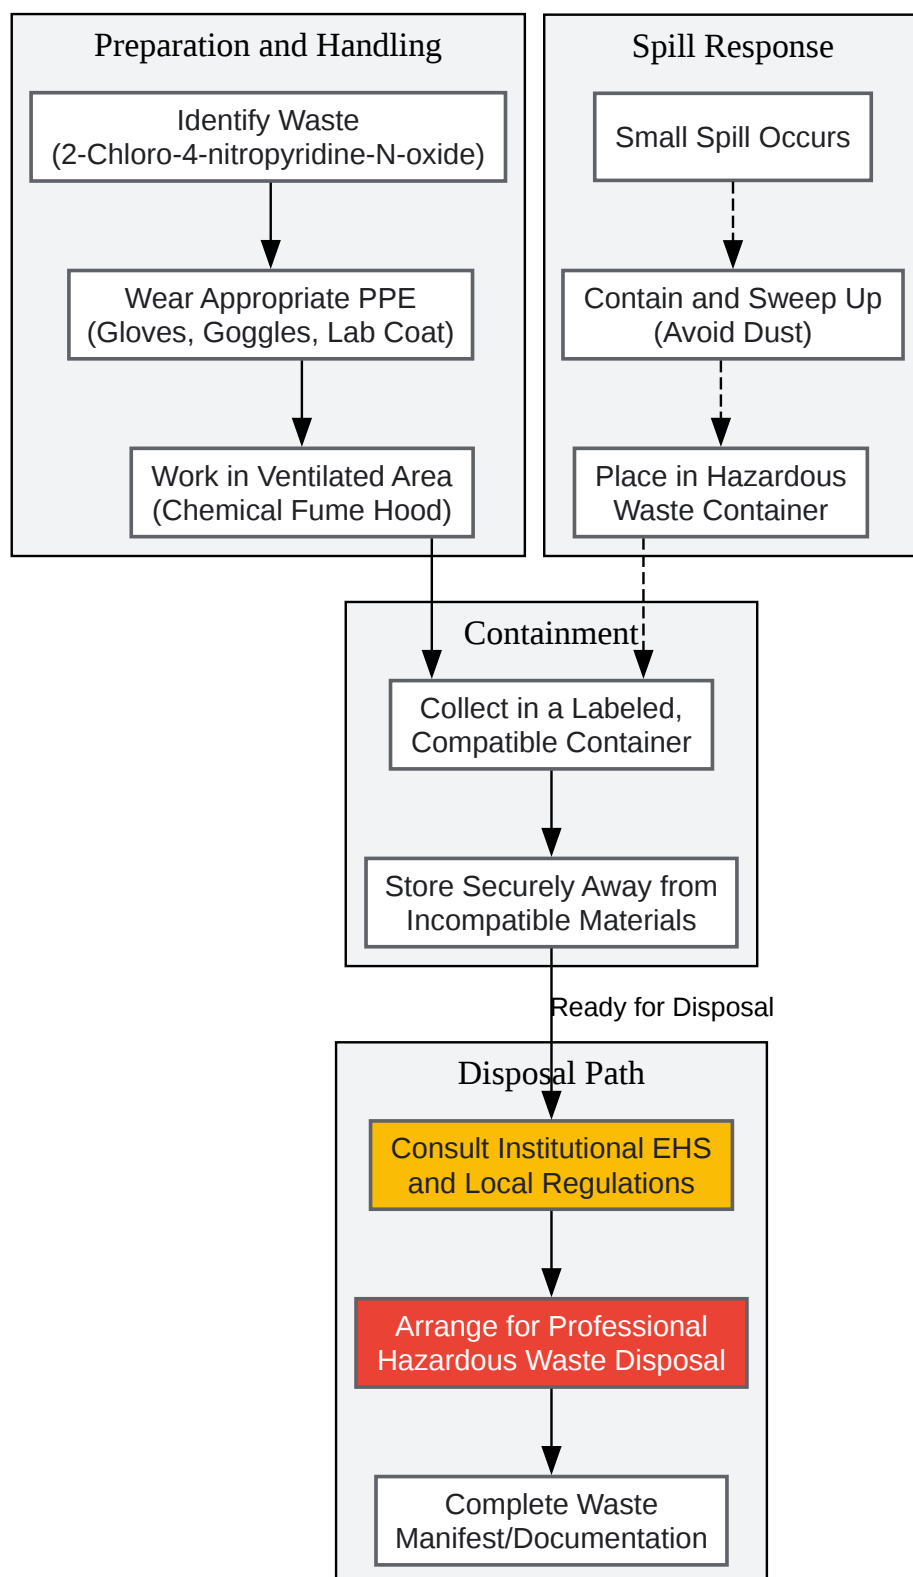 Preparation and Handling
Identify Waste
(2-Chloro-4-nitropyridine-N-oxide)
Wear Appropriate PPE
(Gloves, Goggles, Lab Coat)
Work in Ventilated Area
(Chemical Fume Hood)
Spill Response
Small Spill Occurs
Contain and Sweep Up
(Avoid Dust)
Place in Hazardous
Waste Container
Containment
Collect in a Labeled,
Compatible Container
Store Securely Away from
Incompatible Materials
Ready for Disposal
Disposal Path
Consult Institutional EHS
and Local Regulations
Arrange for Professional
Hazardous Waste Disposal
Complete Waste
Manifest/Documentation